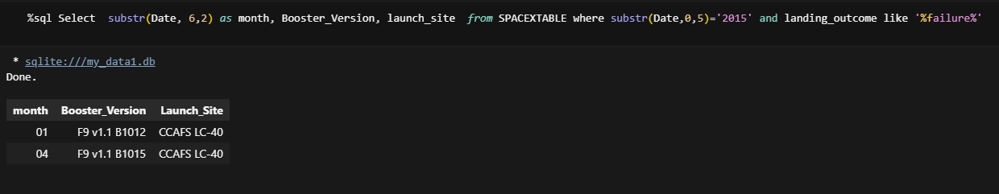 %sql Select  substr(Date, 6,2) as month, Booster_Version, launch_site  from SPACEXTABLE where substr(Date,0,5)='2015' and landing_outcome like '%failure%'
* sqlite:///my_data1.db
Done.
month Booster_Version Launch_Site
01 F9 v1.1 B1012 CCAFS LC-40
04 F9 v1.1 B1015 CCAFS LC-40